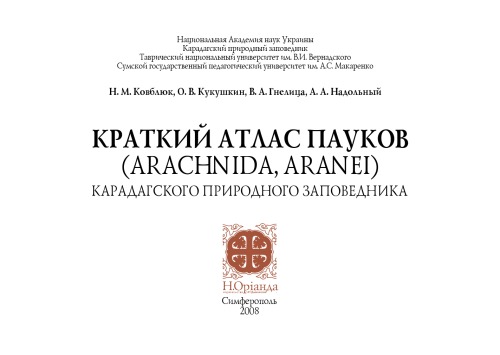 Национальная Академия наук Украины
Карадагский природный заповедник
Таврический национальный университет им. В.И. Вернадского
Сумской государственный педагогический университет им. А.С. Макаренко
Н. М. Ковблюк, О. В. Кукушкин, В. А. Гнелица, А. А. Надольный
КРАТКИЙ АТЛАС ПАУКОВ
(ARACHNIDA, ARANEI)
КАРАДАГСКОГО ПРИРОДНОГО ЗАПОВЕДНИКА
Н.Оріанда
Симферополь
2008